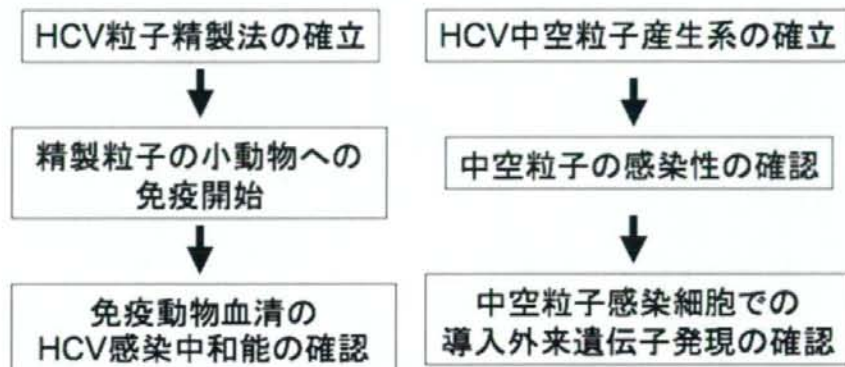 HCV粒子精製法の確立
精製粒子の小動物への
免疫開始
免疫動物血清の
HCV感染中和能の確認
HCV中空粒子産生系の確立
中空粒子の感染性の確認
中空粒子感染細胞での
導入外来遺伝子発現の確認